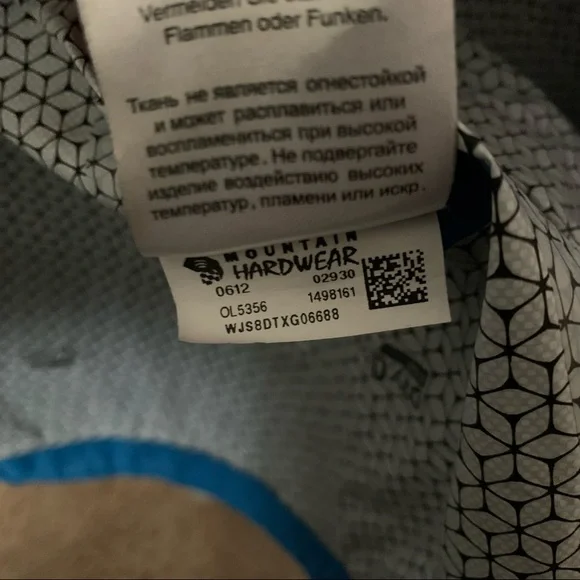 Flammen oder Funken.
Ткань не является огнестойкой
и может расплавиться или
воспламениться при высокой
температуре. Не подвергайте
изделие воздействию высоких
температур, пламени или искр.
MOUNTAIN
HARDWEAR
0612 02930
OL5356 1498161
WJS8DTXG06688